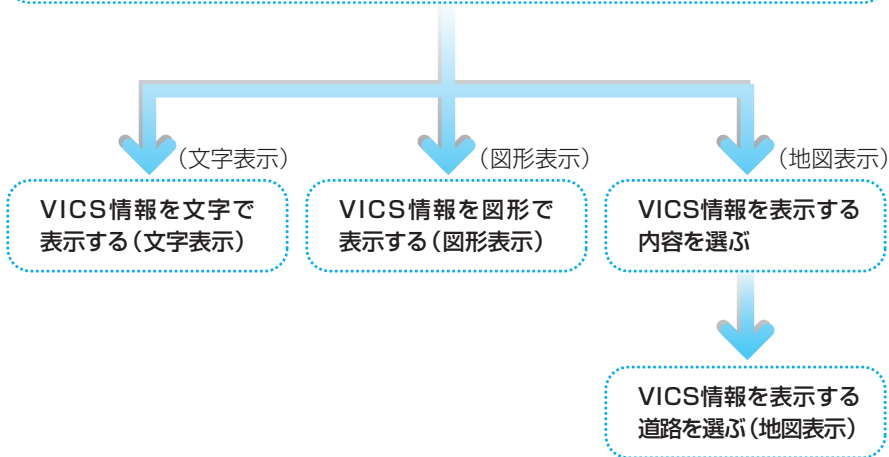 (文字表示)
(図形表示)
(地図表示)
VICS情報を文字で
表示する(文字表示)
VICS情報を図形で
表示する(図形表示)
VICS情報を表示する
内容を選ぶ
VICS情報を表示する
道路を選ぶ(地図表示)